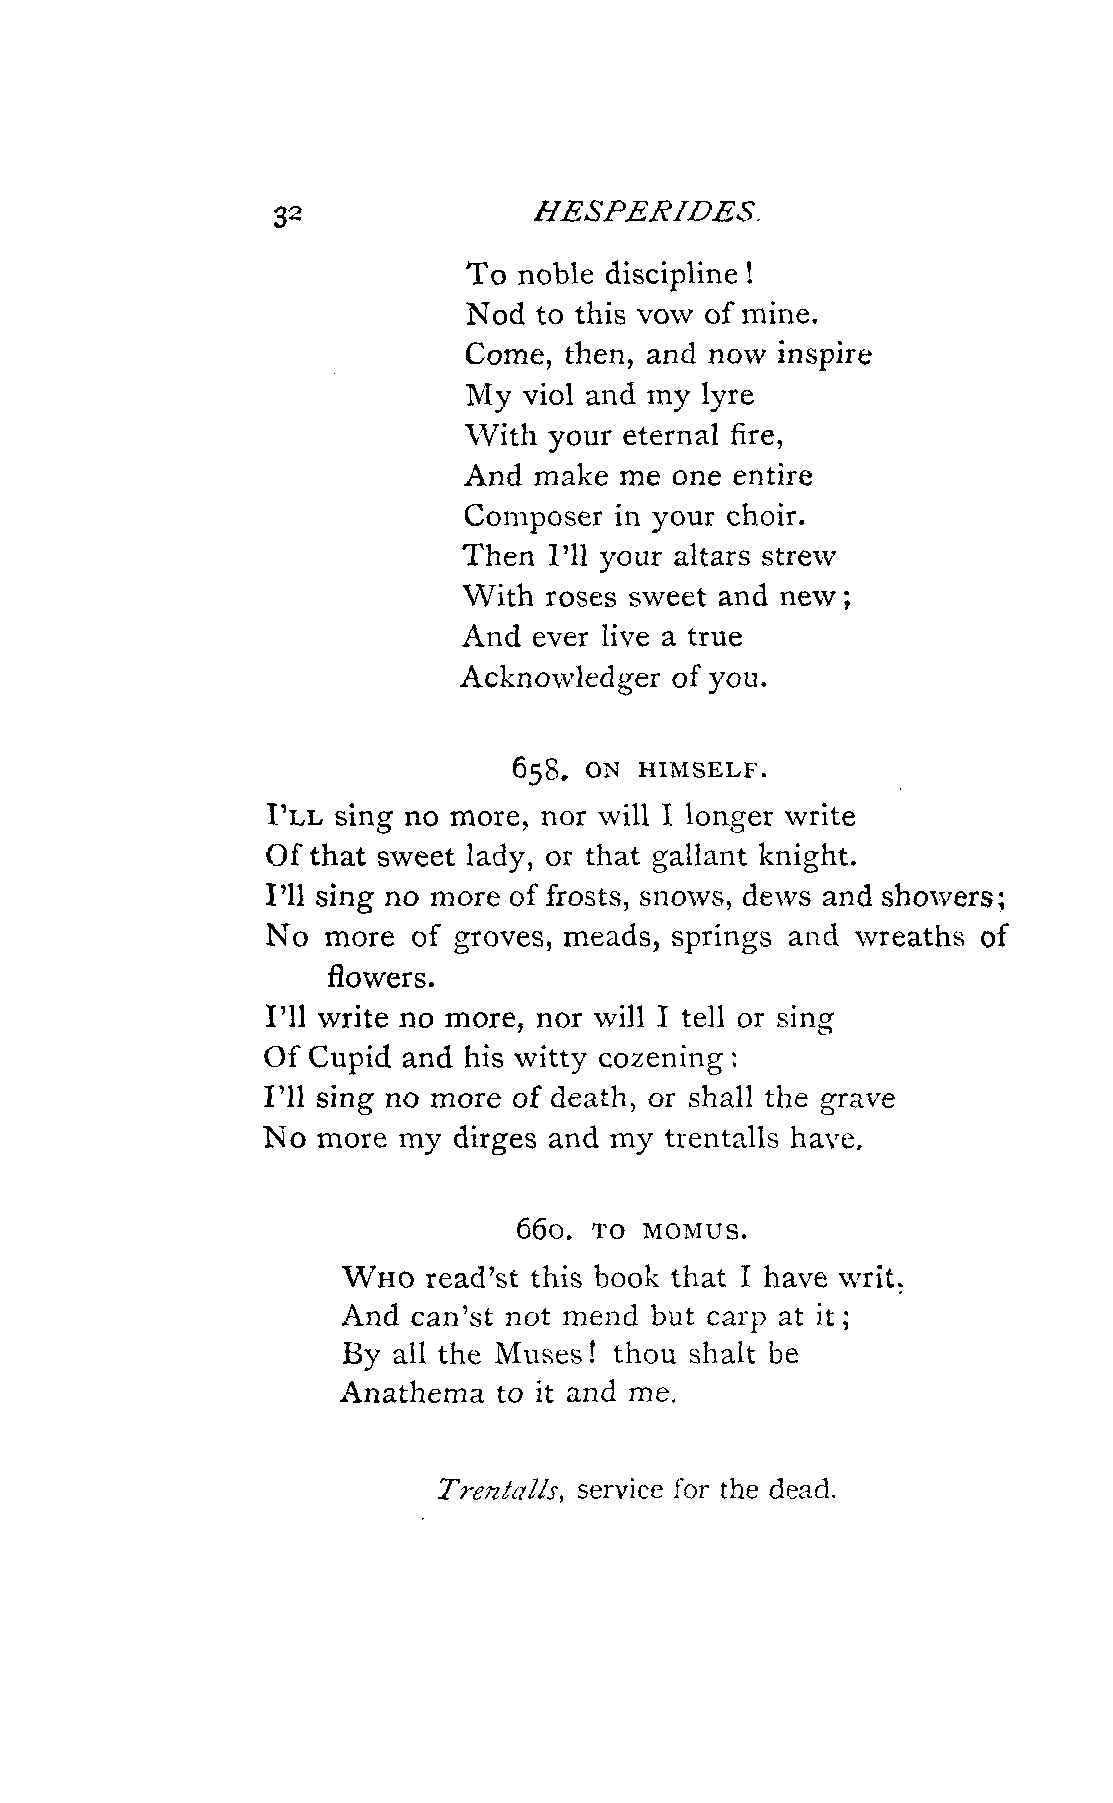 32 HESPERIDES.
To noble discipline!
Nod to this vow of mine.
Come, then, and now inspire
My viol and my lyre
With your eternal fire,
And make me one entire
Composer in your choir.
Then I'll your altars strew
With roses sweet and new;
And ever live a true
Acknowledger of you.
658. ON HIMSELF.
I'LL sing no more, nor will I longer write
Of that sweet lady, or that gallant knight.
I'll sing no more of frosts, snows, dews and showers;
No more of groves, meads, springs and wreaths of
flowers.
I'll write no more, nor will I tell or sing
Of Cupid and his witty cozening:
I'll sing no more of death, or shall the grave
No more my dirges and my trentalls have.
660. TO MOMUS.
WHO read'st this book that I have writ,
And can'st not mend but carp at it;
By all the Muses! thou shalt be
Anathema to it and me.
Trentalls, service for the dead.